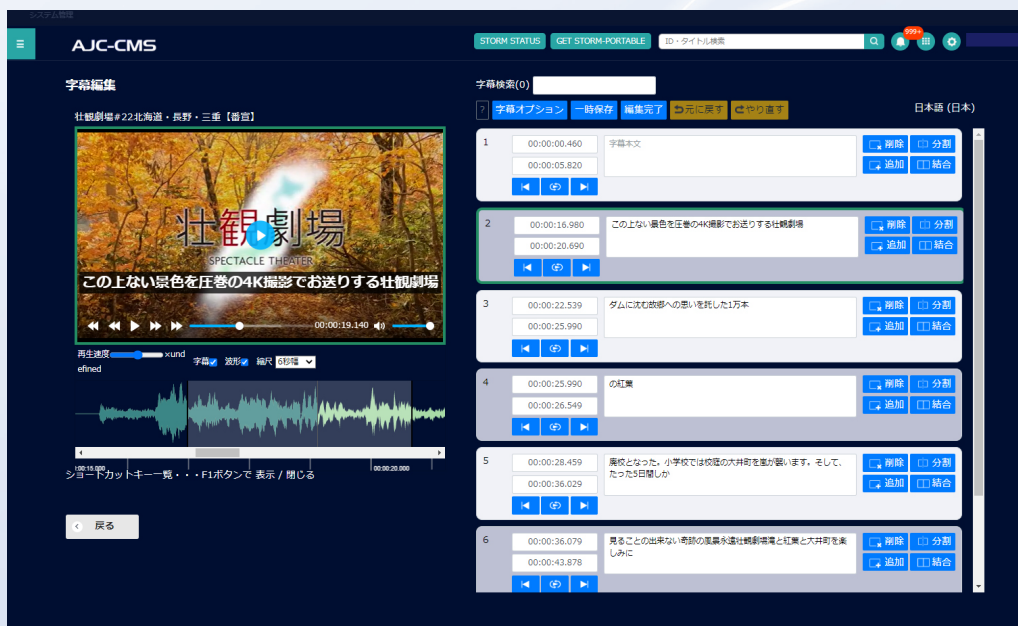 システム管理
AJC-CMS
STORM STATUS
GET STORM-PORTABLE
ID・タイトル検索
999+
字幕編集
字幕検索(0)
? 字幕オプション 一時保存 編集完了 元に戻す やり直す
日本語 (日本)
壮観劇場#22北海道・長野・三重【番宣】
壮観劇場
SPECTACLE THEATER
この上ない景色を圧巻の4K撮影でお送りする壮観劇場
00:00:19.140
再生速度 ×und
efined
字幕 波形 縮尺 6秒幅
00:00:20.000
ショートカットキー一覧・・・F1ボタンで 表示 / 閉じる
戻る
1
00:00:00.460
00:00:05.820
字幕本文
削除 分割
追加 結合
2
00:00:16.980
00:00:20.690
この上ない景色を圧巻の4K撮影でお送りする壮観劇場
削除 分割
追加 結合
3
00:00:22.539
00:00:25.990
ダムに沈む故郷への思いを託した1万本
削除 分割
追加 結合
4
00:00:25.990
00:00:26.549
の紅葉
削除 分割
追加 結合
5
00:00:28.459
00:00:36.029
廃校となった。小学校では校庭の大井町を嵐が襲います。そして、
たった5日間しか
削除 分割
追加 結合
6
00:00:36.079
00:00:43.878
見ることの出来ない奇跡の風景永遠壮観劇場滝と紅葉と大井町を楽
しみに
削除 分割
追加 結合